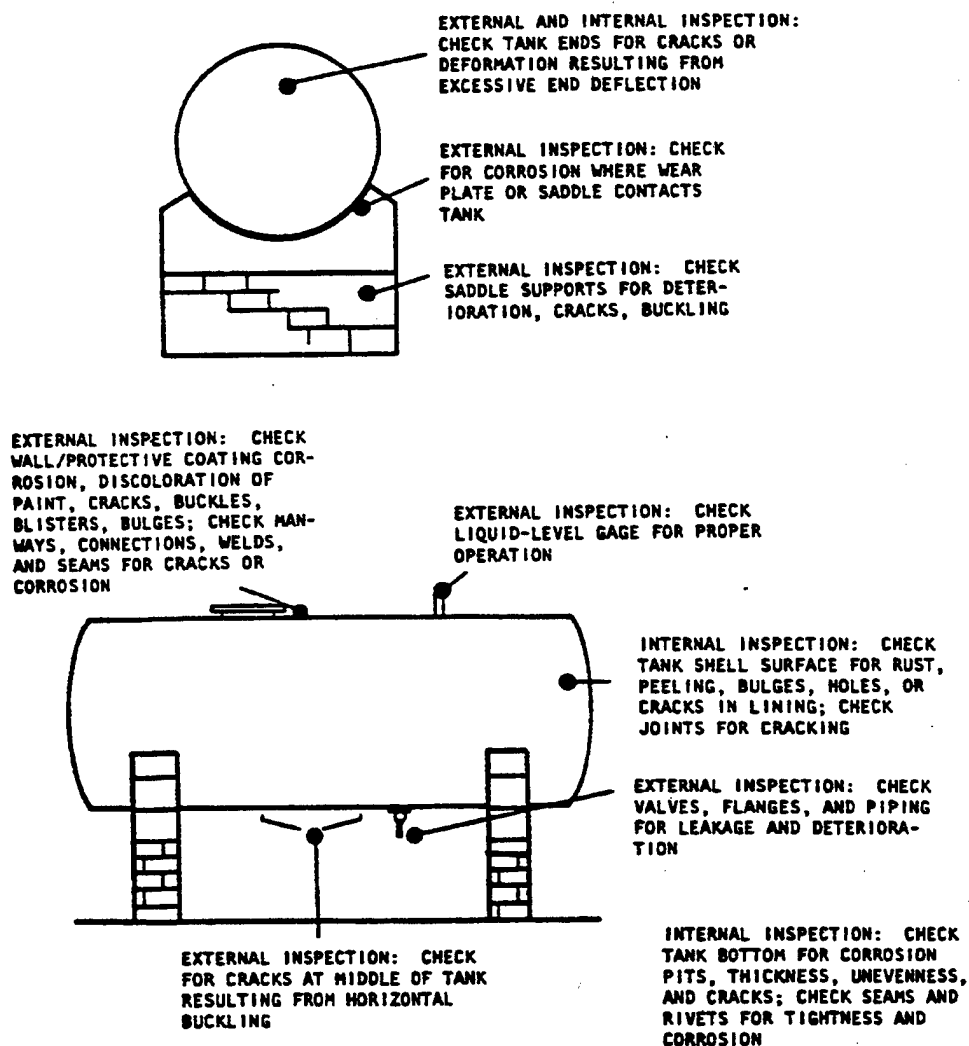 EXTERNAL AND INTERNAL INSPECTION:
CHECK TANK ENDS FOR CRACKS OR
DEFORMATION RESULTING FROM
EXCESSIVE END DEFLECTION
EXTERNAL INSPECTION: CHECK
FOR CORROSION WHERE WEAR
PLATE OR SADDLE CONTACTS
TANK
EXTERNAL INSPECTION: CHECK
SADDLE SUPPORTS FOR DETER-
IORATION, CRACKS, BUCKLING
EXTERNAL INSPECTION: CHECK
WALL/PROTECTIVE COATING COR-
ROSION, DISCOLORATION OF
PAINT, CRACKS, BUCKLES,
BLISTERS, BULGES; CHECK MAN-
WAYS, CONNECTIONS, WELDS,
AND SEAMS FOR CRACKS OR
CORROSION
EXTERNAL INSPECTION: CHECK
LIQUID-LEVEL GAGE FOR PROPER
OPERATION
INTERNAL INSPECTION: CHECK
TANK SHELL SURFACE FOR RUST,
PEELING, BULGES, HOLES, OR
CRACKS IN LINING; CHECK
JOINTS FOR CRACKING
EXTERNAL INSPECTION: CHECK
VALVES, FLANGES, AND PIPING
FOR LEAKAGE AND DETERIORA-
TION
EXTERNAL INSPECTION: CHECK
FOR CRACKS AT MIDDLE OF TANK
RESULTING FROM HORIZONTAL
BUCKLING
INTERNAL INSPECTION: CHECK
TANK BOTTOM FOR CORROSION
PITS, THICKNESS, UNEVENNESS,
AND CRACKS; CHECK SEAMS AND
RIVETS FOR TIGHTNESS AND
CORROSION